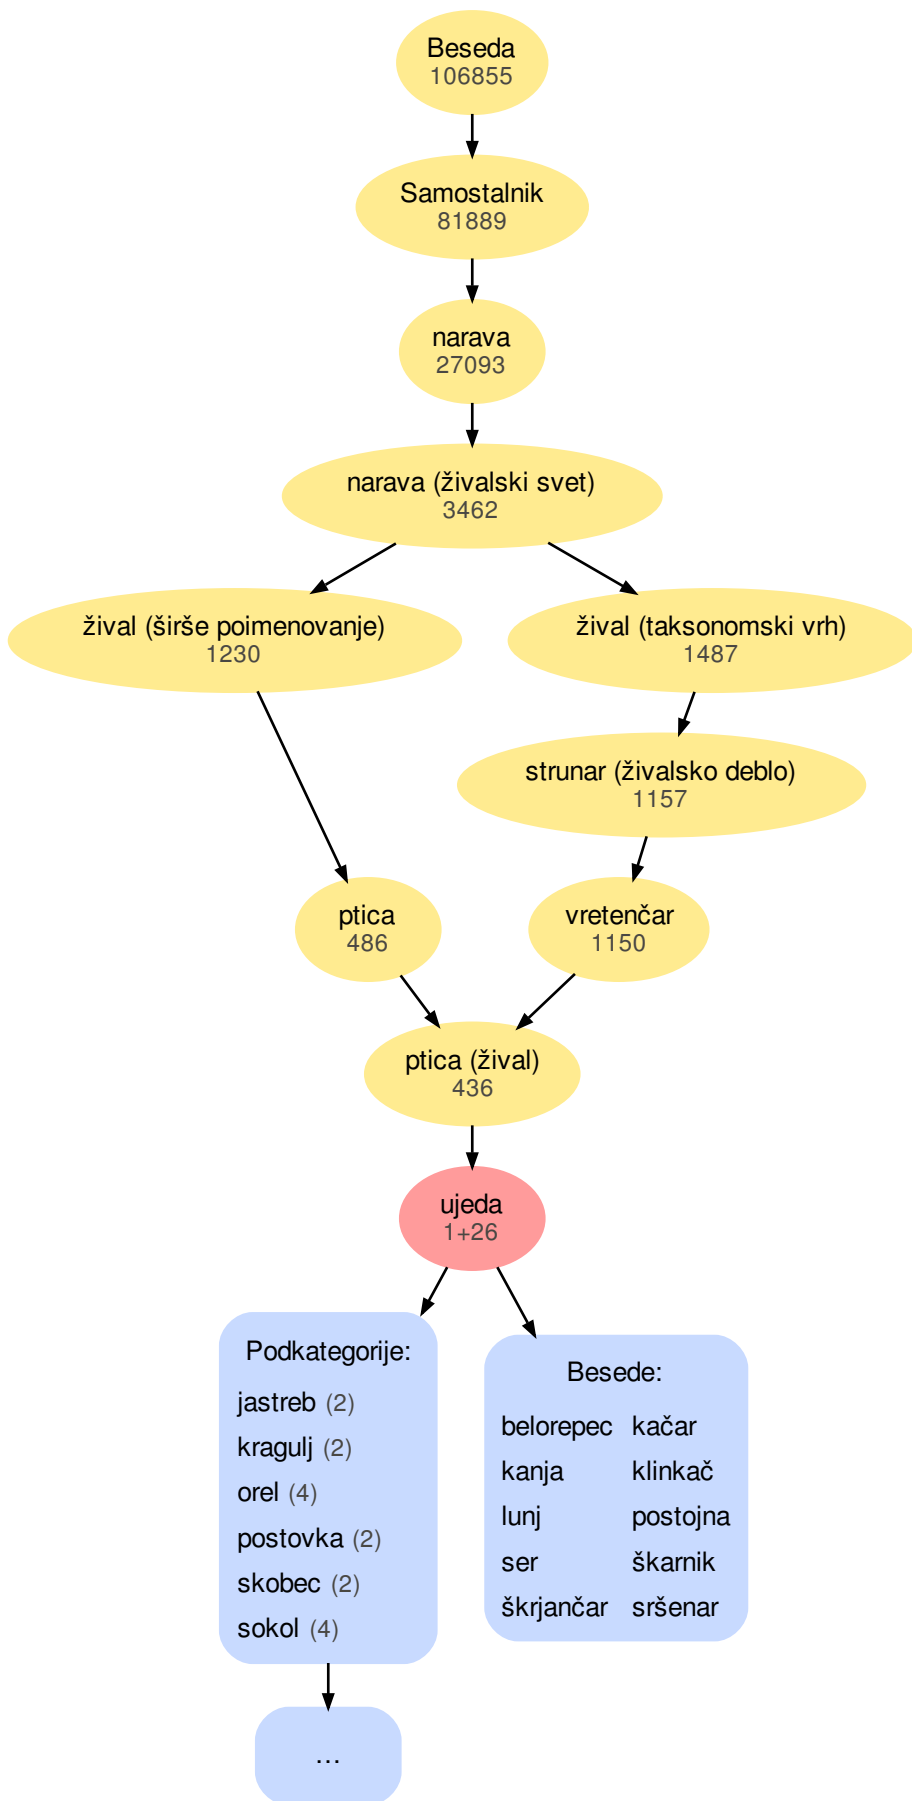 Beseda
106855
Samostalnik
81889
narava
27093
narava (živalski svet)
3462
žival (širše poimenovanje)
1230
žival (taksonomski vrh)
1487
strunar (živalsko deblo)
1157
ptica
486
vretenčar
1150
ptica (žival)
436
ujeda
1+26
Podkategorije:
jastreb (2)
kragulj (2)
orel (4)
postovka (2)
skobec (2)
sokol (4)
Besede:
belorepec kačar
kanja klinkač
lunj postojna
ser škarnik
škrjančar sršenar
…